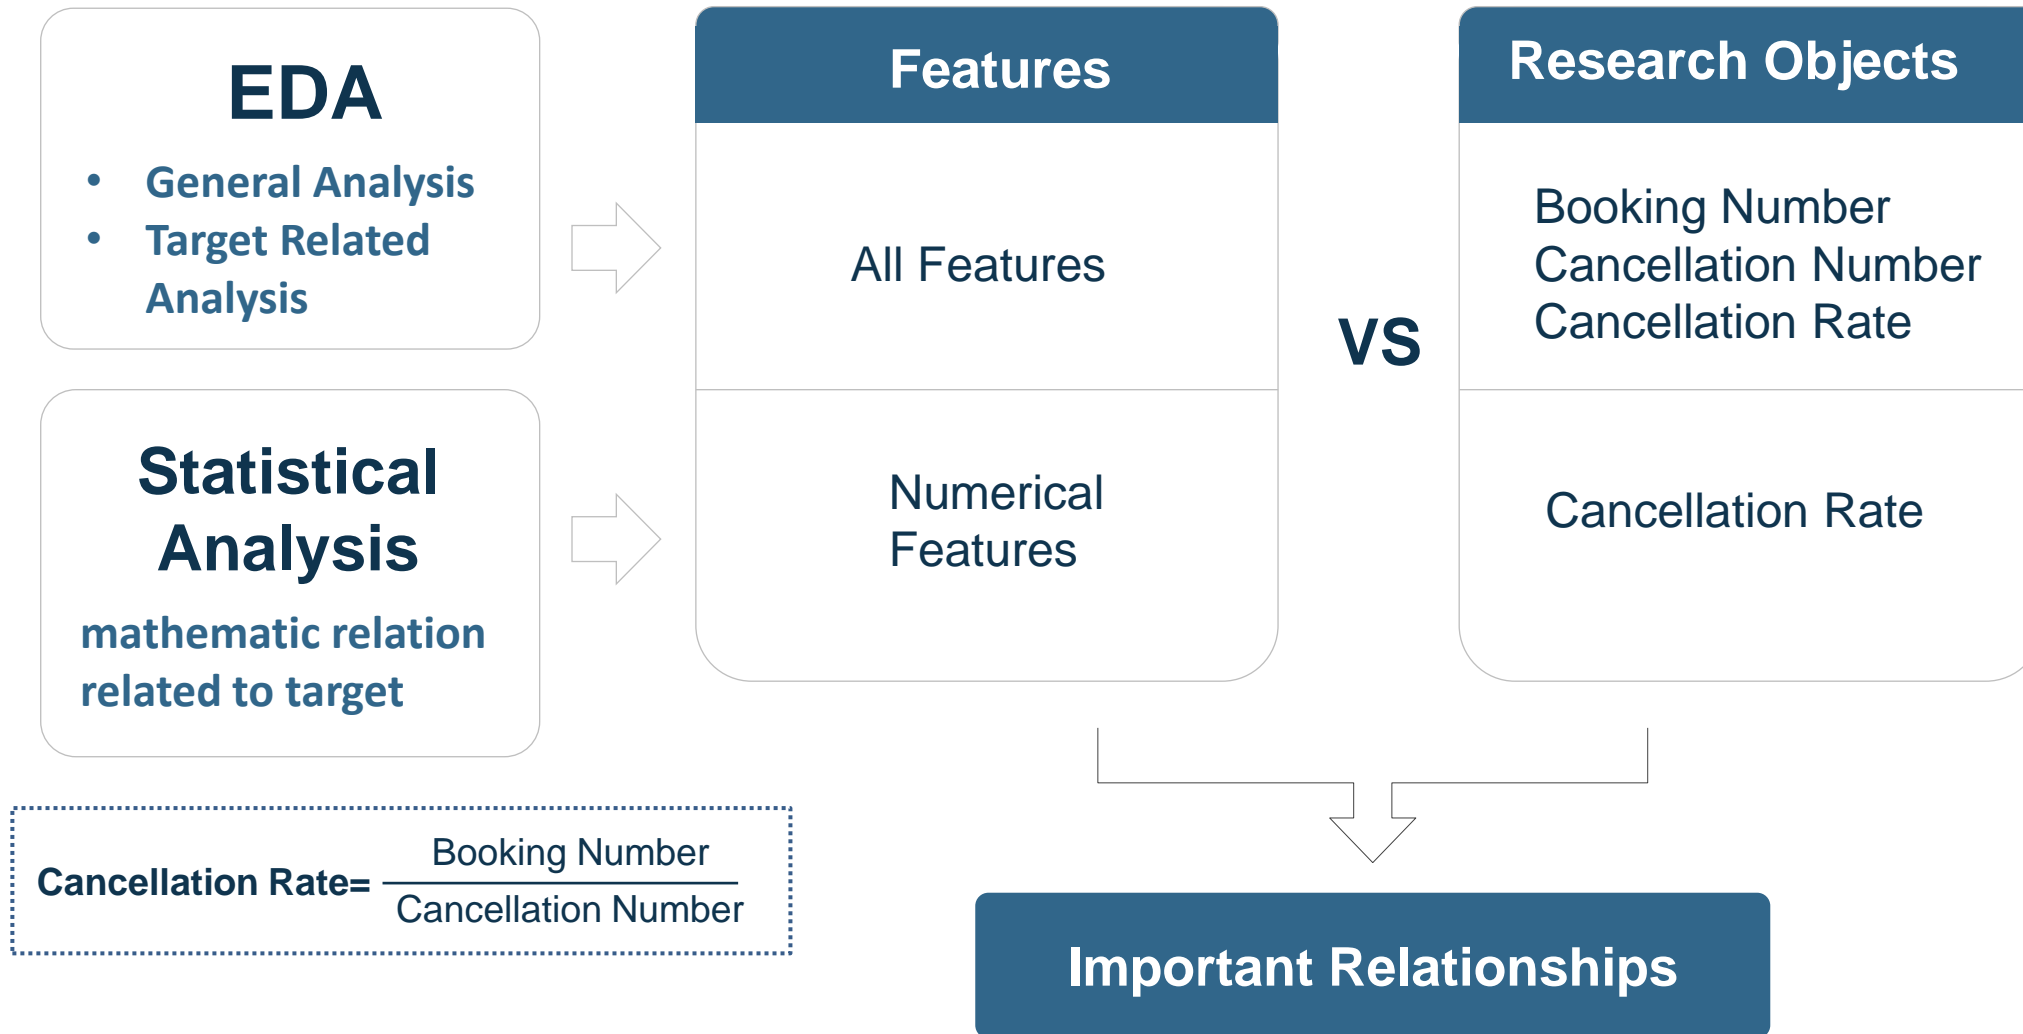 EDA
• General Analysis
• Target Related
Analysis
Statistical
Analysis
mathematic relation
related to target
Features
All Features
Numerical
Features
VS
Research Objects
Booking Number
Cancellation Number
Cancellation Rate
Cancellation Rate
Cancellation Rate=
Booking Number
Cancellation Number
Important Relationships